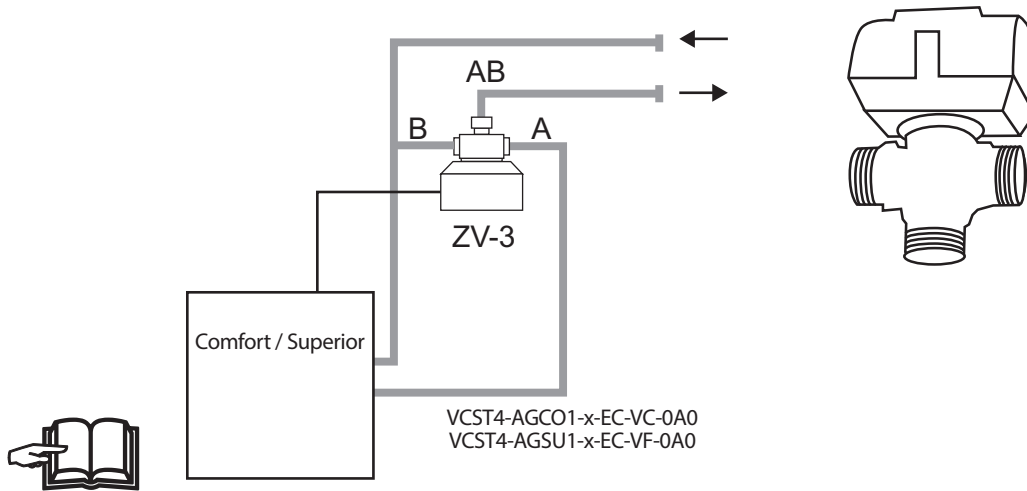 AB
B
A
ZV-3
Comfort / Superior
VCST4-AGCO1-x-EC-VC-0A0
VCST4-AGSU1-x-EC-VF-0A0